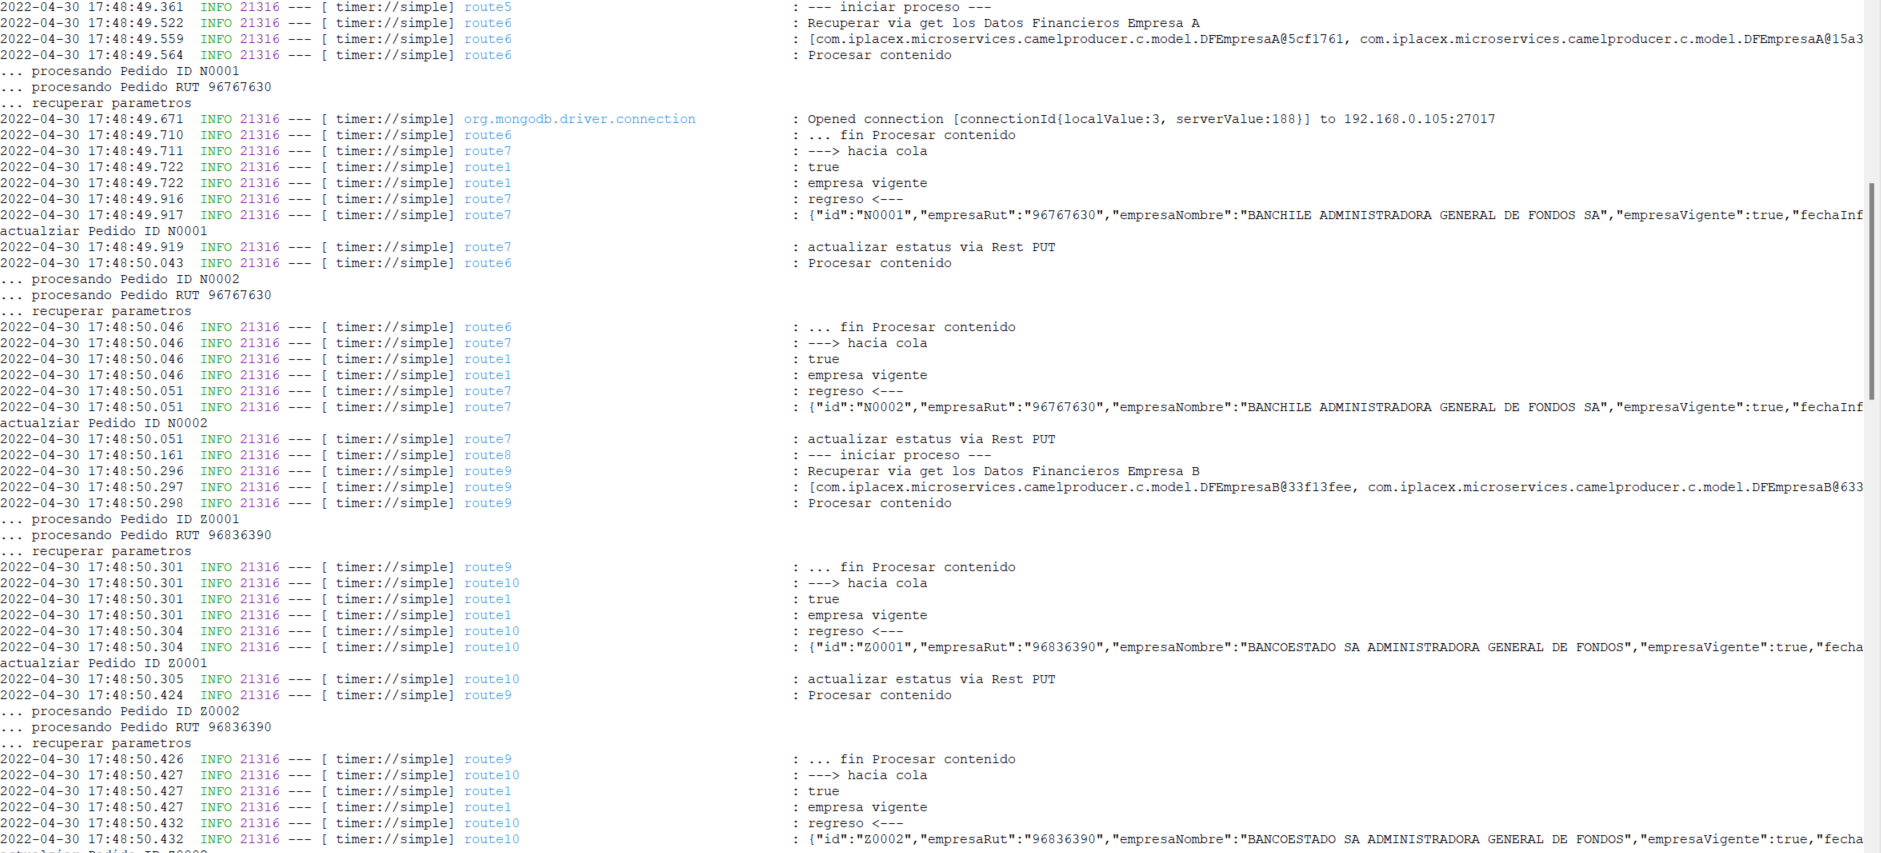 2022-04-30 17:48:49.361  INFO 21316 --- [ timer://simple] route5                                   : --- iniciar proceso ---
2022-04-30 17:48:49.522  INFO 21316 --- [ timer://simple] route6                                   : Recuperar via get los Datos Financieros Empresa A
2022-04-30 17:48:49.559  INFO 21316 --- [ timer://simple] route6                                   : [com.iplacex.microservices.camelproducer.c.model.DFEmpresaA@5cf1761, com.iplacex.microservices.camelproducer.c.model.DFEmpresaA@15a3
2022-04-30 17:48:49.564  INFO 21316 --- [ timer://simple] route6                                   : Procesar contenido
... procesando Pedido ID N0001
... procesando Pedido RUT 96767630
... recuperar parametros
2022-04-30 17:48:49.671  INFO 21316 --- [ timer://simple] org.mongodb.driver.connection            : Opened connection [connectionId{localValue:3, serverValue:188}] to 192.168.0.105:27017
2022-04-30 17:48:49.710  INFO 21316 --- [ timer://simple] route6                                   : ... fin Procesar contenido
2022-04-30 17:48:49.711  INFO 21316 --- [ timer://simple] route7                                   : ---> hacia cola
2022-04-30 17:48:49.722  INFO 21316 --- [ timer://simple] route1                                   : true
2022-04-30 17:48:49.722  INFO 21316 --- [ timer://simple] route1                                   : empresa vigente
2022-04-30 17:48:49.916  INFO 21316 --- [ timer://simple] route7                                   : regreso <---
2022-04-30 17:48:49.917  INFO 21316 --- [ timer://simple] route7                                   : {"id":"N0001","empresaRut":"96767630","empresaNombre":"BANCHILE ADMINISTRADORA GENERAL DE FONDOS SA","empresaVigente":true,"fechaInf
actualziar Pedido ID N0001
2022-04-30 17:48:49.919  INFO 21316 --- [ timer://simple] route7                                   : actualizar estatus via Rest PUT
2022-04-30 17:48:50.043  INFO 21316 --- [ timer://simple] route6                                   : Procesar contenido
... procesando Pedido ID N0002
... procesando Pedido RUT 96767630
... recuperar parametros
2022-04-30 17:48:50.046  INFO 21316 --- [ timer://simple] route6                                   : ... fin Procesar contenido
2022-04-30 17:48:50.046  INFO 21316 --- [ timer://simple] route7                                   : ---> hacia cola
2022-04-30 17:48:50.046  INFO 21316 --- [ timer://simple] route1                                   : true
2022-04-30 17:48:50.046  INFO 21316 --- [ timer://simple] route1                                   : empresa vigente
2022-04-30 17:48:50.051  INFO 21316 --- [ timer://simple] route7                                   : regreso <---
2022-04-30 17:48:50.051  INFO 21316 --- [ timer://simple] route7                                   : {"id":"N0002","empresaRut":"96767630","empresaNombre":"BANCHILE ADMINISTRADORA GENERAL DE FONDOS SA","empresaVigente":true,"fechaInf
actualziar Pedido ID N0002
2022-04-30 17:48:50.051  INFO 21316 --- [ timer://simple] route7                                   : actualizar estatus via Rest PUT
2022-04-30 17:48:50.161  INFO 21316 --- [ timer://simple] route8                                   : --- iniciar proceso ---
2022-04-30 17:48:50.296  INFO 21316 --- [ timer://simple] route9                                   : Recuperar via get los Datos Financieros Empresa B
2022-04-30 17:48:50.297  INFO 21316 --- [ timer://simple] route9                                   : [com.iplacex.microservices.camelproducer.c.model.DFEmpresaB@33f13fee, com.iplacex.microservices.camelproducer.c.model.DFEmpresaB@633
2022-04-30 17:48:50.298  INFO 21316 --- [ timer://simple] route9                                   : Procesar contenido
... procesando Pedido ID Z0001
... procesando Pedido RUT 96836390
... recuperar parametros
2022-04-30 17:48:50.301  INFO 21316 --- [ timer://simple] route9                                   : ... fin Procesar contenido
2022-04-30 17:48:50.301  INFO 21316 --- [ timer://simple] route10                                  : ---> hacia cola
2022-04-30 17:48:50.301  INFO 21316 --- [ timer://simple] route1                                   : true
2022-04-30 17:48:50.301  INFO 21316 --- [ timer://simple] route1                                   : empresa vigente
2022-04-30 17:48:50.304  INFO 21316 --- [ timer://simple] route10                                  : regreso <---
2022-04-30 17:48:50.304  INFO 21316 --- [ timer://simple] route10                                  : {"id":"Z0001","empresaRut":"96836390","empresaNombre":"BANCOESTADO SA ADMINISTRADORA GENERAL DE FONDOS","empresaVigente":true,"fecha
actualziar Pedido ID Z0001
2022-04-30 17:48:50.305  INFO 21316 --- [ timer://simple] route10                                  : actualizar estatus via Rest PUT
2022-04-30 17:48:50.424  INFO 21316 --- [ timer://simple] route9                                   : Procesar contenido
... procesando Pedido ID Z0002
... procesando Pedido RUT 96836390
... recuperar parametros
2022-04-30 17:48:50.426  INFO 21316 --- [ timer://simple] route9                                   : ... fin Procesar contenido
2022-04-30 17:48:50.427  INFO 21316 --- [ timer://simple] route10                                  : ---> hacia cola
2022-04-30 17:48:50.427  INFO 21316 --- [ timer://simple] route1                                   : true
2022-04-30 17:48:50.427  INFO 21316 --- [ timer://simple] route1                                   : empresa vigente
2022-04-30 17:48:50.432  INFO 21316 --- [ timer://simple] route10                                  : regreso <---
2022-04-30 17:48:50.432  INFO 21316 --- [ timer://simple] route10                                  : {"id":"Z0002","empresaRut":"96836390","empresaNombre":"BANCOESTADO SA ADMINISTRADORA GENERAL DE FONDOS","empresaVigente":true,"fecha